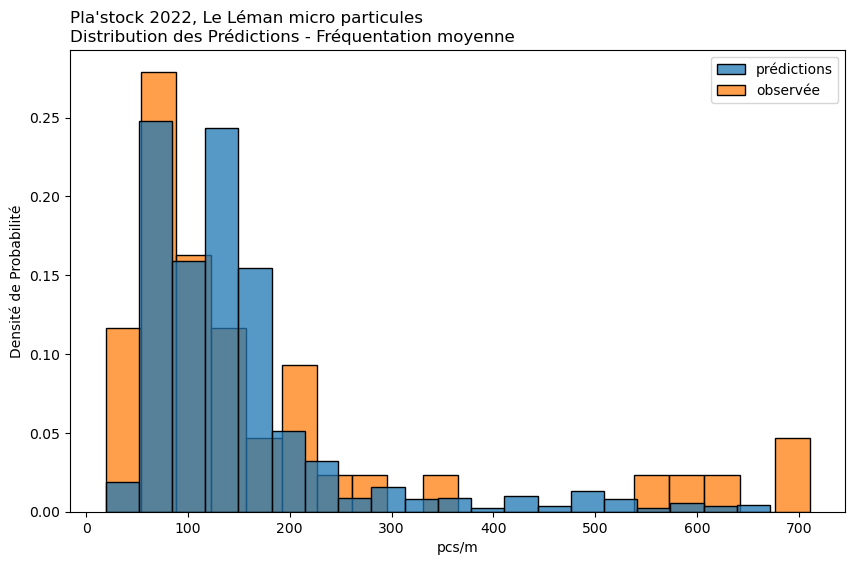 Pla'stock 2022, Le Léman micro particules
Distribution des Prédictions - Fréquentation moyenne
prédictions
observée
Densité de Probabilité
0.25
0.20
0.15
0.10
0.05
0.00
0 100 200 300 400 500 600 700
pcs/m